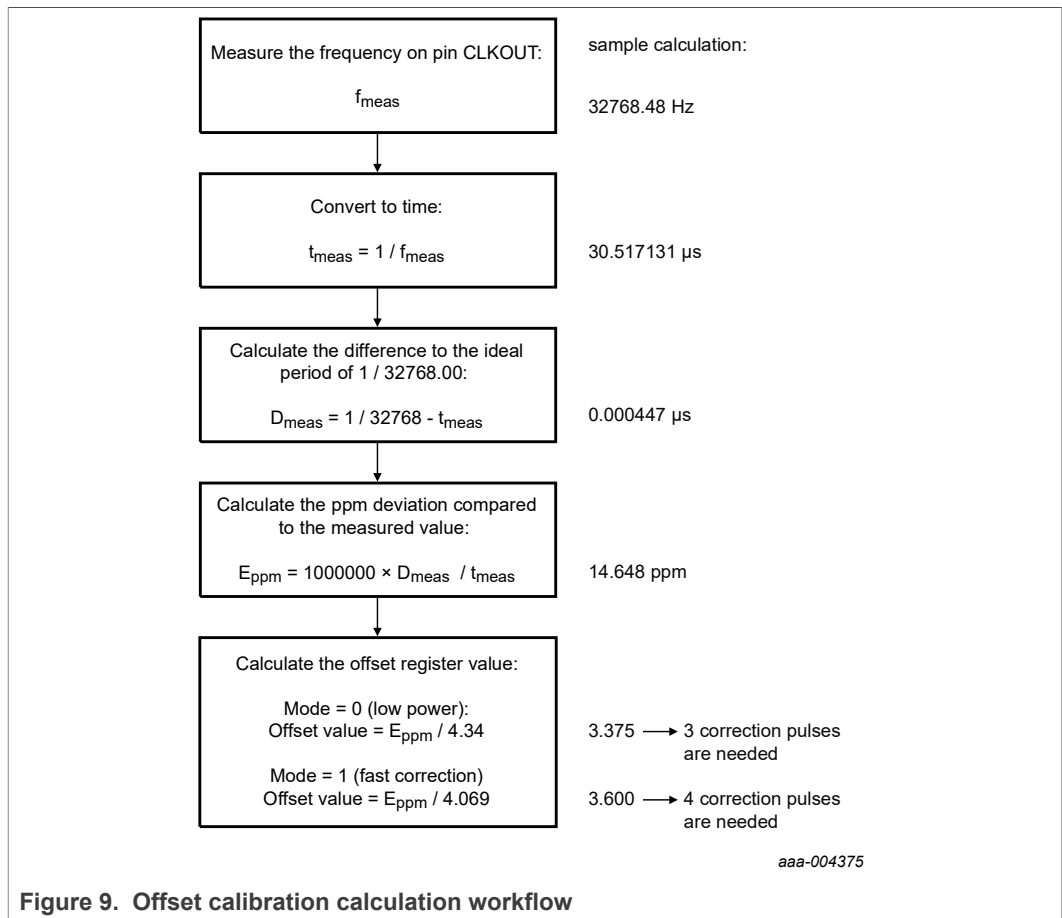 Measure the frequency on pin CLKOUT:
fmeas
sample calculation:
32768.48 Hz
Convert to time:
tmeas = 1 / fmeas
30.517131 µs
Calculate the difference to the ideal
period of 1 / 32768.00:
Dmeas = 1 / 32768 - tmeas
0.000447 µs
Calculate the ppm deviation compared
to the measured value:
Eppm = 1000000 × Dmeas / tmeas
14.648 ppm
Calculate the offset register value:
Mode = 0 (low power):
Offset value = Eppm / 4.34
3.375 → 3 correction pulses
are needed
Mode = 1 (fast correction)
Offset value = Eppm / 4.069
3.600 → 4 correction pulses
are needed
aaa-004375
Figure 9. Offset calibration calculation workflow